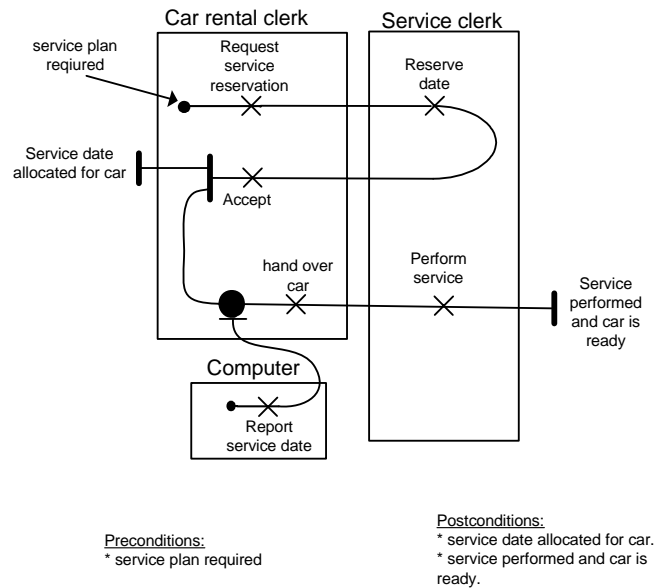 Car rental clerk
Service clerk
service plan
reqiured
Request
service
reservation
Reserve
date
Service date
allocated for car
Accept
hand over
car
Perform
service
Service
performed
and car is
ready
Computer
Report
service date
Preconditions:
* service plan required
Postconditions:
* service date allocated for car.
* service performed and car is
ready.